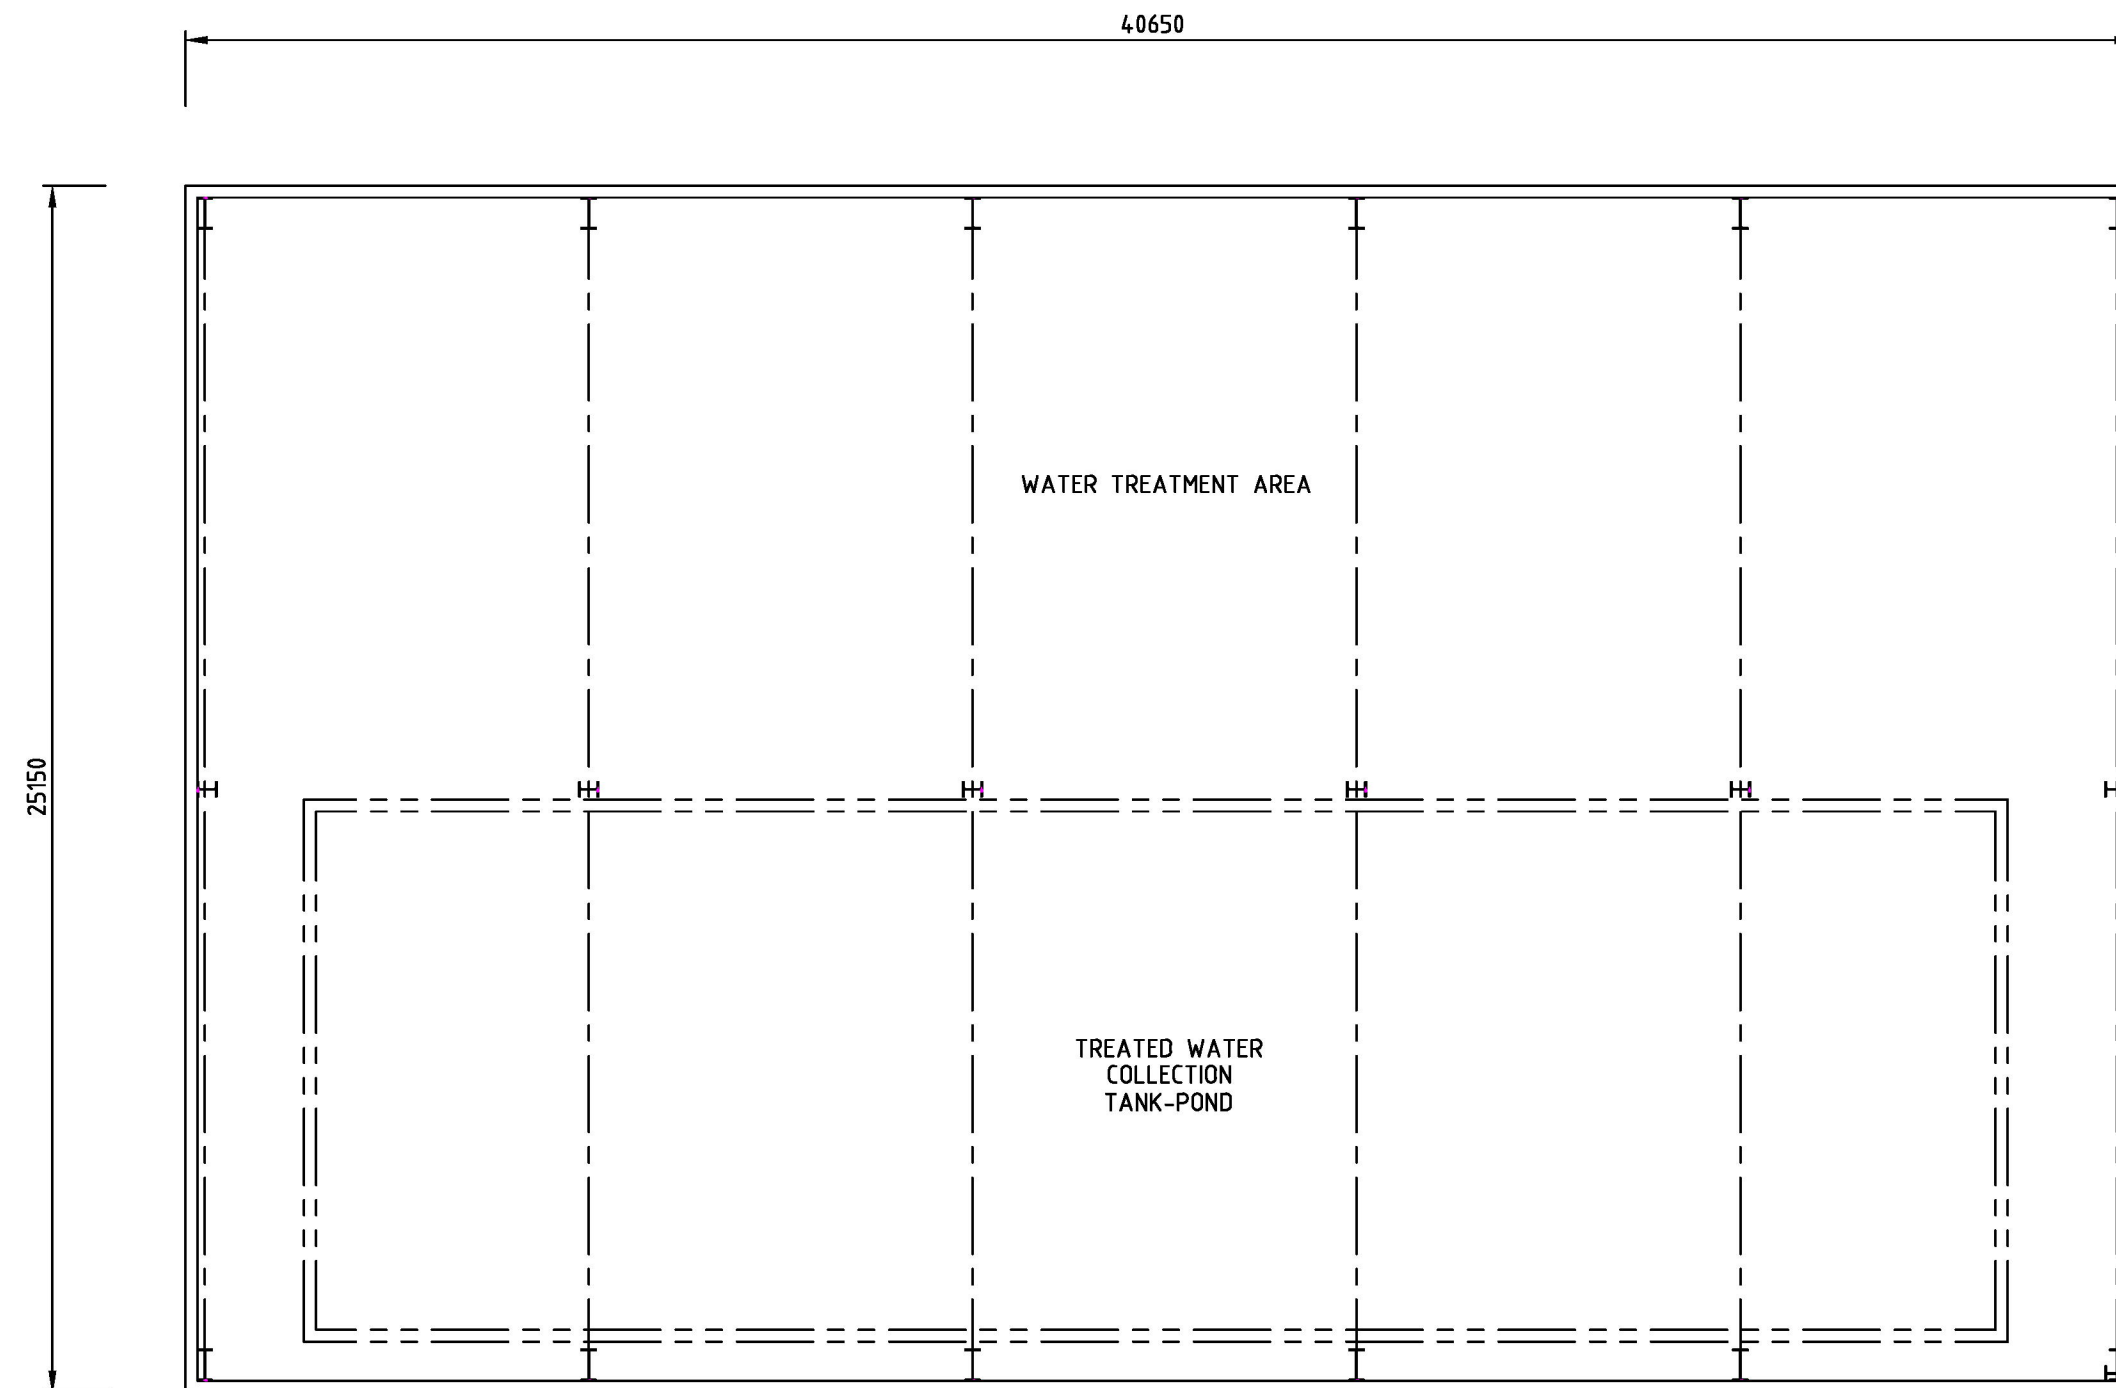 40650
25150
WATER TREATMENT AREA
TREATED WATER
COLLECTION
TANK-POND